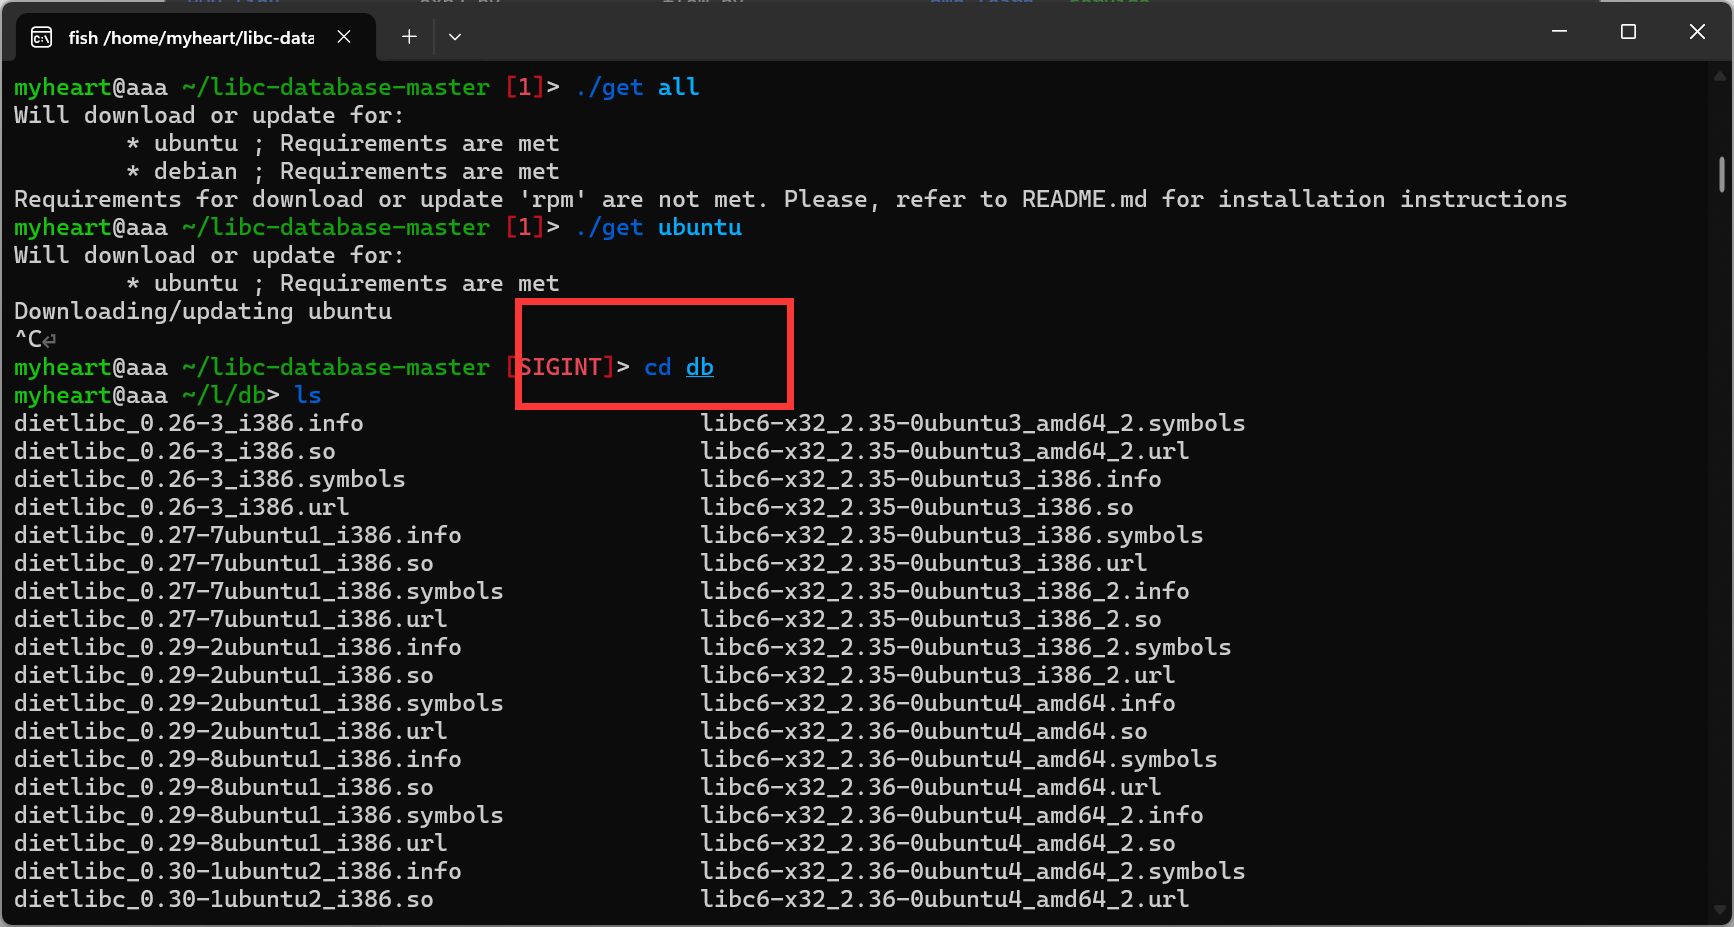 fish /home/myheart/libc-data
myheart@aaa ~/libc-database-master [1]> ./get all
Will download or update for:
* ubuntu ; Requirements are met
* debian ; Requirements are met
Requirements for download or update 'rpm' are not met. Please, refer to README.md for installation instructions
myheart@aaa ~/libc-database-master [1]> ./get ubuntu
Will download or update for:
* ubuntu ; Requirements are met
Downloading/updating ubuntu
^C⏎
myheart@aaa ~/libc-database-master [SIGINT]> cd db
myheart@aaa ~/l/db> ls
dietlibc_0.26-3_i386.info libc6-x32_2.35-0ubuntu3_amd64_2.symbols
dietlibc_0.26-3_i386.so libc6-x32_2.35-0ubuntu3_amd64_2.url
dietlibc_0.26-3_i386.symbols libc6-x32_2.35-0ubuntu3_i386.info
dietlibc_0.26-3_i386.url libc6-x32_2.35-0ubuntu3_i386.so
dietlibc_0.27-7ubuntu1_i386.info libc6-x32_2.35-0ubuntu3_i386.symbols
dietlibc_0.27-7ubuntu1_i386.so libc6-x32_2.35-0ubuntu3_i386.url
dietlibc_0.27-7ubuntu1_i386.symbols libc6-x32_2.35-0ubuntu3_i386_2.info
dietlibc_0.27-7ubuntu1_i386.url libc6-x32_2.35-0ubuntu3_i386_2.so
dietlibc_0.29-2ubuntu1_i386.info libc6-x32_2.35-0ubuntu3_i386_2.symbols
dietlibc_0.29-2ubuntu1_i386.so libc6-x32_2.35-0ubuntu3_i386_2.url
dietlibc_0.29-2ubuntu1_i386.symbols libc6-x32_2.36-0ubuntu4_amd64.info
dietlibc_0.29-2ubuntu1_i386.url libc6-x32_2.36-0ubuntu4_amd64.so
dietlibc_0.29-8ubuntu1_i386.info libc6-x32_2.36-0ubuntu4_amd64.symbols
dietlibc_0.29-8ubuntu1_i386.so libc6-x32_2.36-0ubuntu4_amd64.url
dietlibc_0.29-8ubuntu1_i386.symbols libc6-x32_2.36-0ubuntu4_amd64_2.info
dietlibc_0.29-8ubuntu1_i386.url libc6-x32_2.36-0ubuntu4_amd64_2.so
dietlibc_0.30-1ubuntu2_i386.info libc6-x32_2.36-0ubuntu4_amd64_2.symbols
dietlibc_0.30-1ubuntu2_i386.so libc6-x32_2.36-0ubuntu4_amd64_2.url